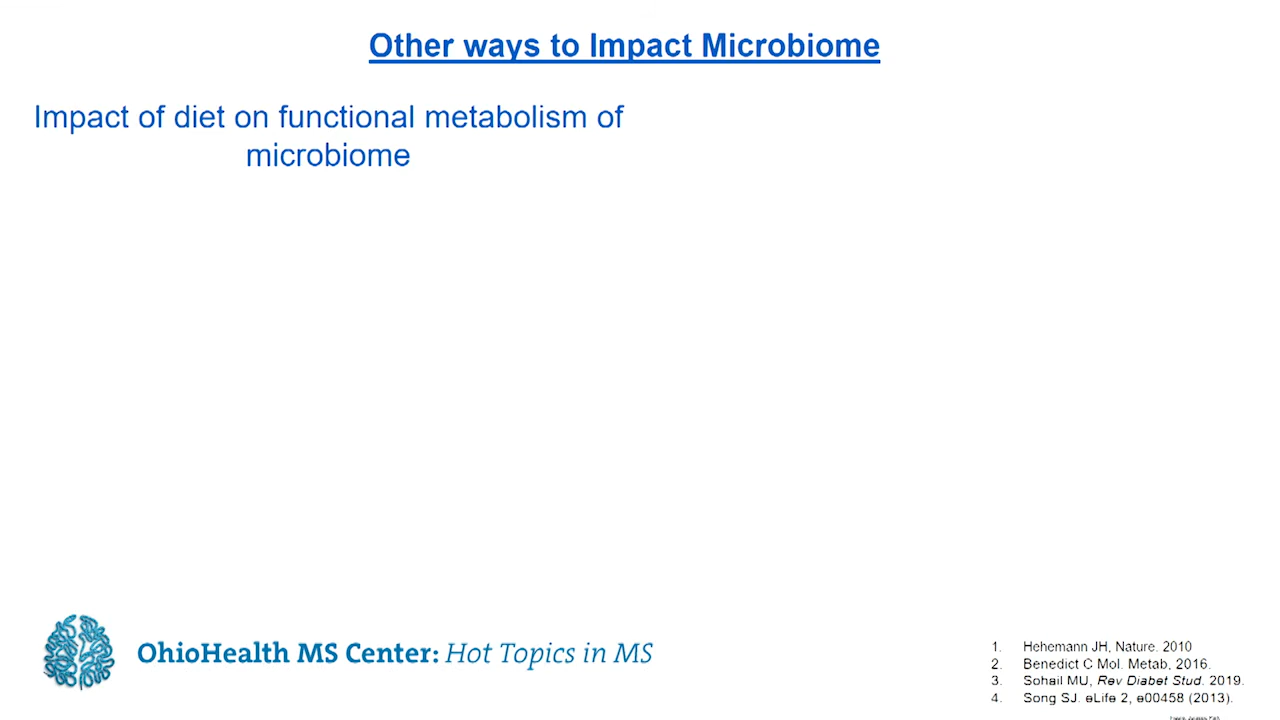 Other ways to Impact Microbiome
Impact of diet on functional metabolism of
microbiome
OhioHealth MS Center: Hot Topics in MS
1. Hehemann JH, Nature. 2010
2. Benedict C Mol. Metab, 2016.
3. Sohail MU, Rev Diabet Stud. 2019.
4. Song SJ. eLife 2, e00458 (2013).